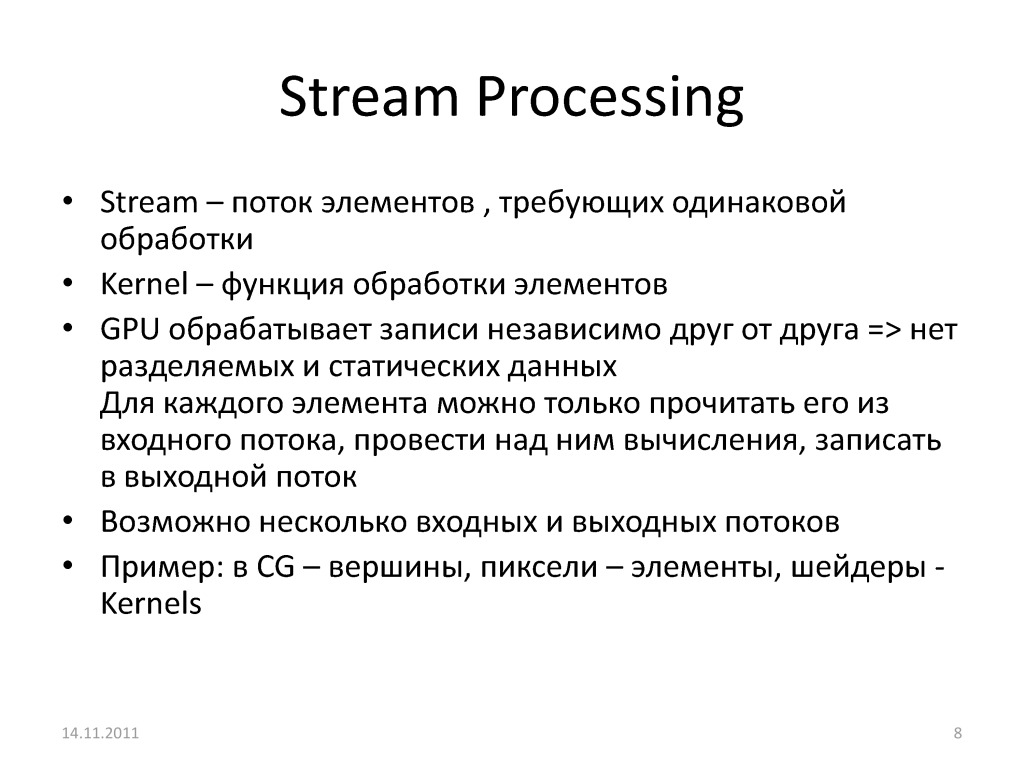 Stream Processing
• Stream – поток элементов , требующих одинаковой
обработки
• Kernel – функция обработки элементов
• GPU обрабатывает записи независимо друг от друга => нет
разделяемых и статических данных
Для каждого элемента можно только прочитать его из
входного потока, провести над ним вычисления, записать
в выходной поток
• Возможно несколько входных и выходных потоков
• Пример: в CG – вершины, пиксели – элементы, шейдеры -
Kernels
14.11.2011
8